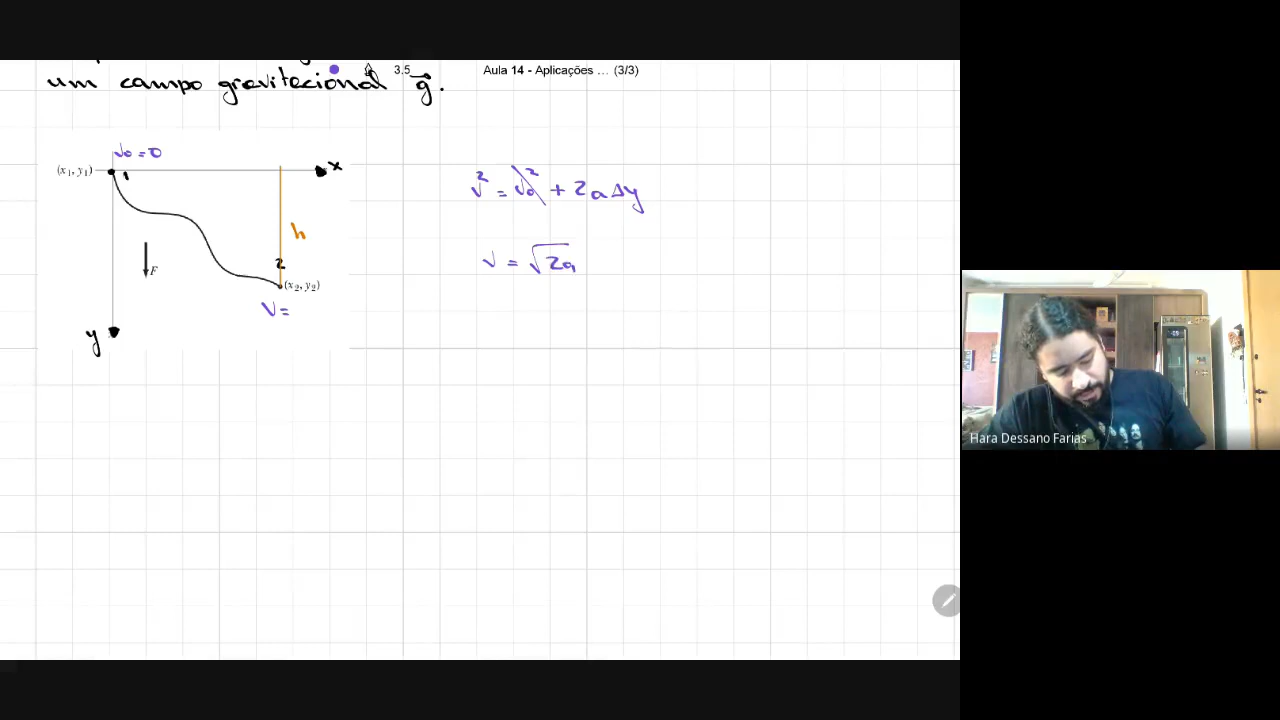 3.5 Aula 14 - Aplicações ... (3/3)
um campo gravitacional g⃗.
v₀ = 0
(x₁, y₁)
1
x
h
F
2
(x₂, y₂)
v =
y
v² = v₀² + 2aΔy
v = √2a
Hara Dessano Farias